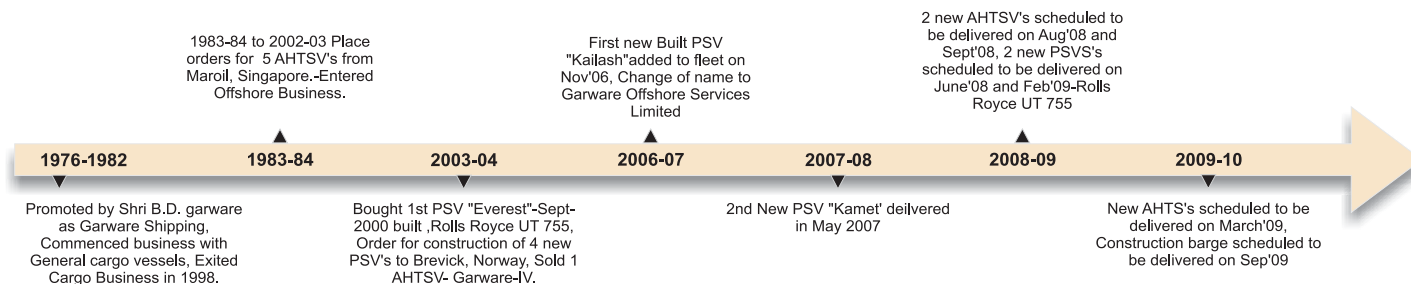 1983-84 to 2002-03 Place
orders for 5 AHTSV's from
Maroil, Singapore.-Entered
Offshore Business.
First new Built PSV
"Kailash"added to fleet on
Nov'06, Change of name to
Garware Offshore Services
Limited
2 new AHTSV's scheduled to
be delivered on Aug'08 and
Sept'08, 2 new PSVS's
scheduled to be delivered on
June'08 and Feb'09-Rolls
Royce UT 755
1976-1982 1983-84 2003-04 2006-07 2007-08 2008-09 2009-10
Promoted by Shri B.D. garware
as Garware Shipping,
Commenced business with
General cargo vessels, Exited
Cargo Business in 1998.
Bought 1st PSV "Everest"-Sept-
2000 built ,Rolls Royce UT 755,
Order for construction of 4 new
PSV's to Brevick, Norway, Sold 1
AHTSV- Garware-IV.
2nd New PSV "Kamet' deilvered
in May 2007
New AHTS's scheduled to be
delivered on March'09,
Construction barge scheduled to
be delivered on Sep'09